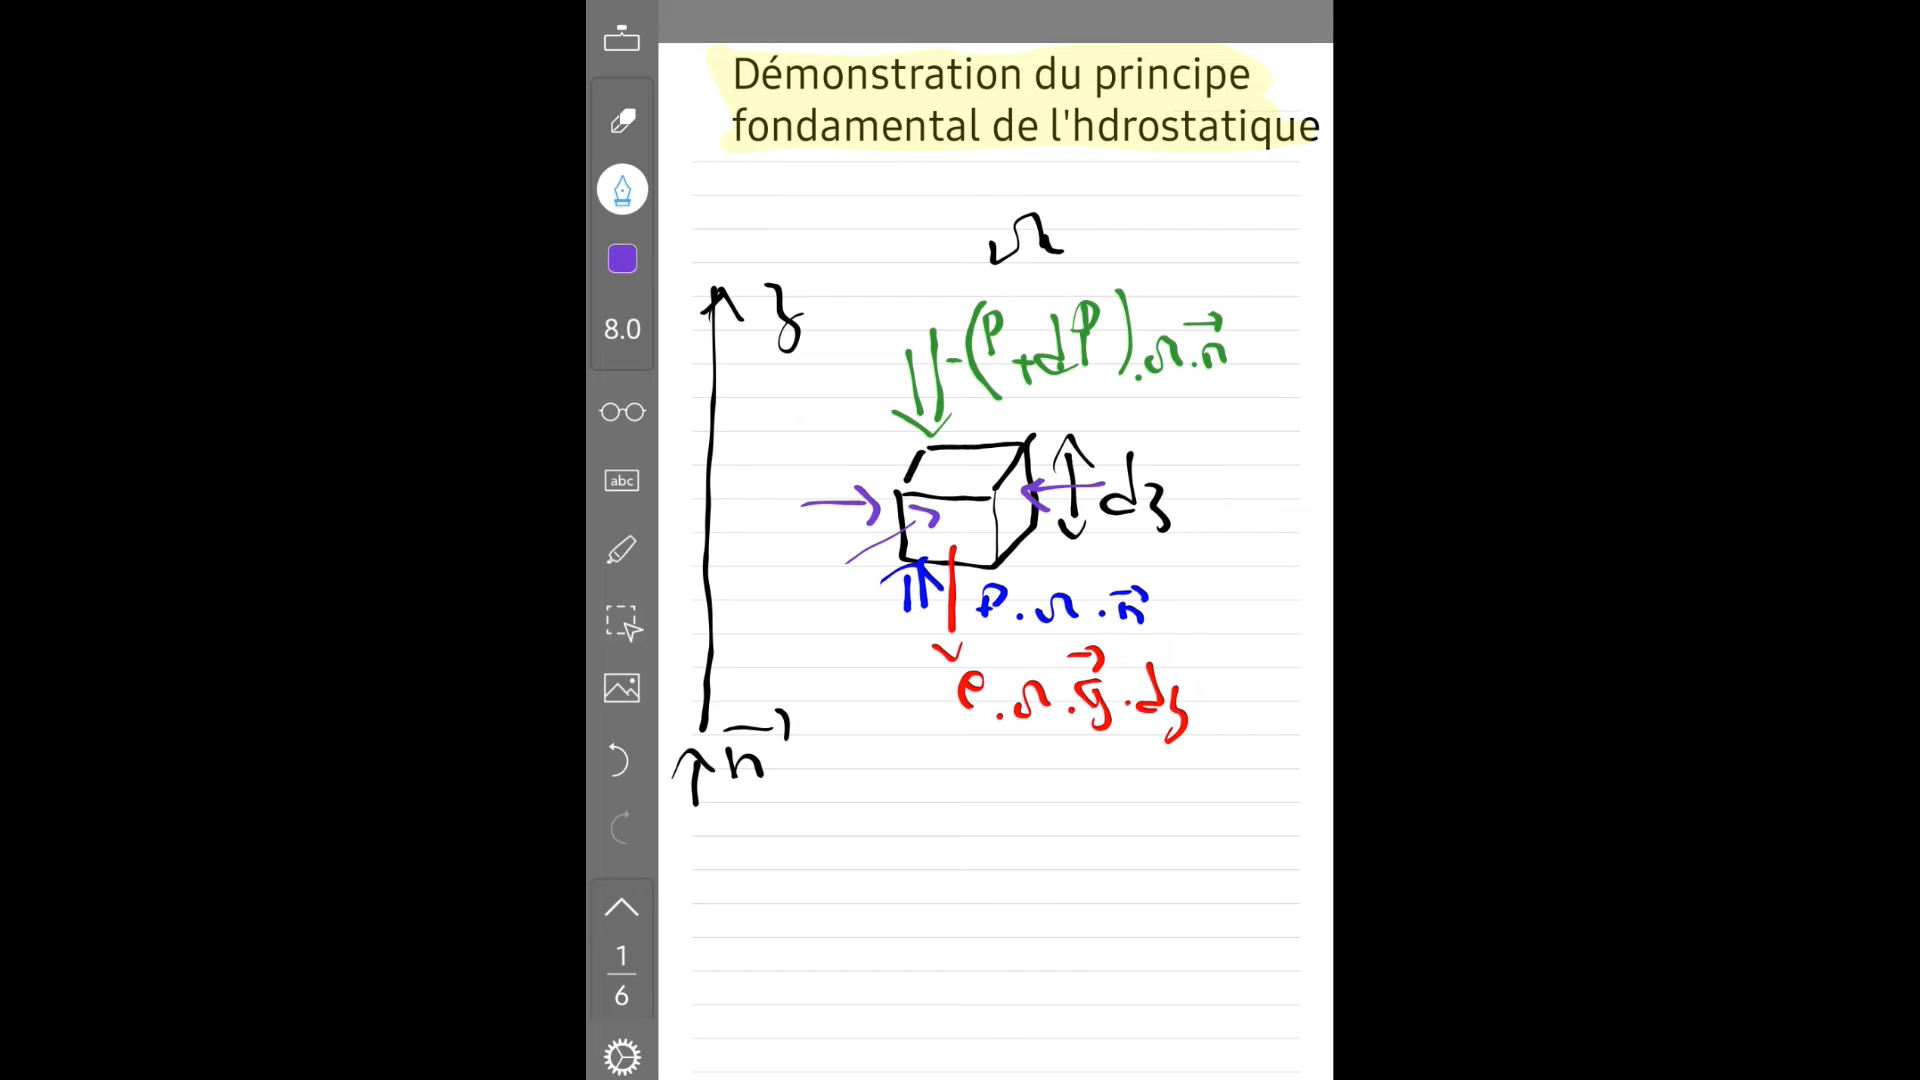 Démonstration du principe
fondamental de l'hdrostatique
Ω
z
-(P+dP).Ω.n⃗
dz
P.Ω.n⃗
ρ.Ω.g⃗.dz
n⃗
8.0
abc
1
6